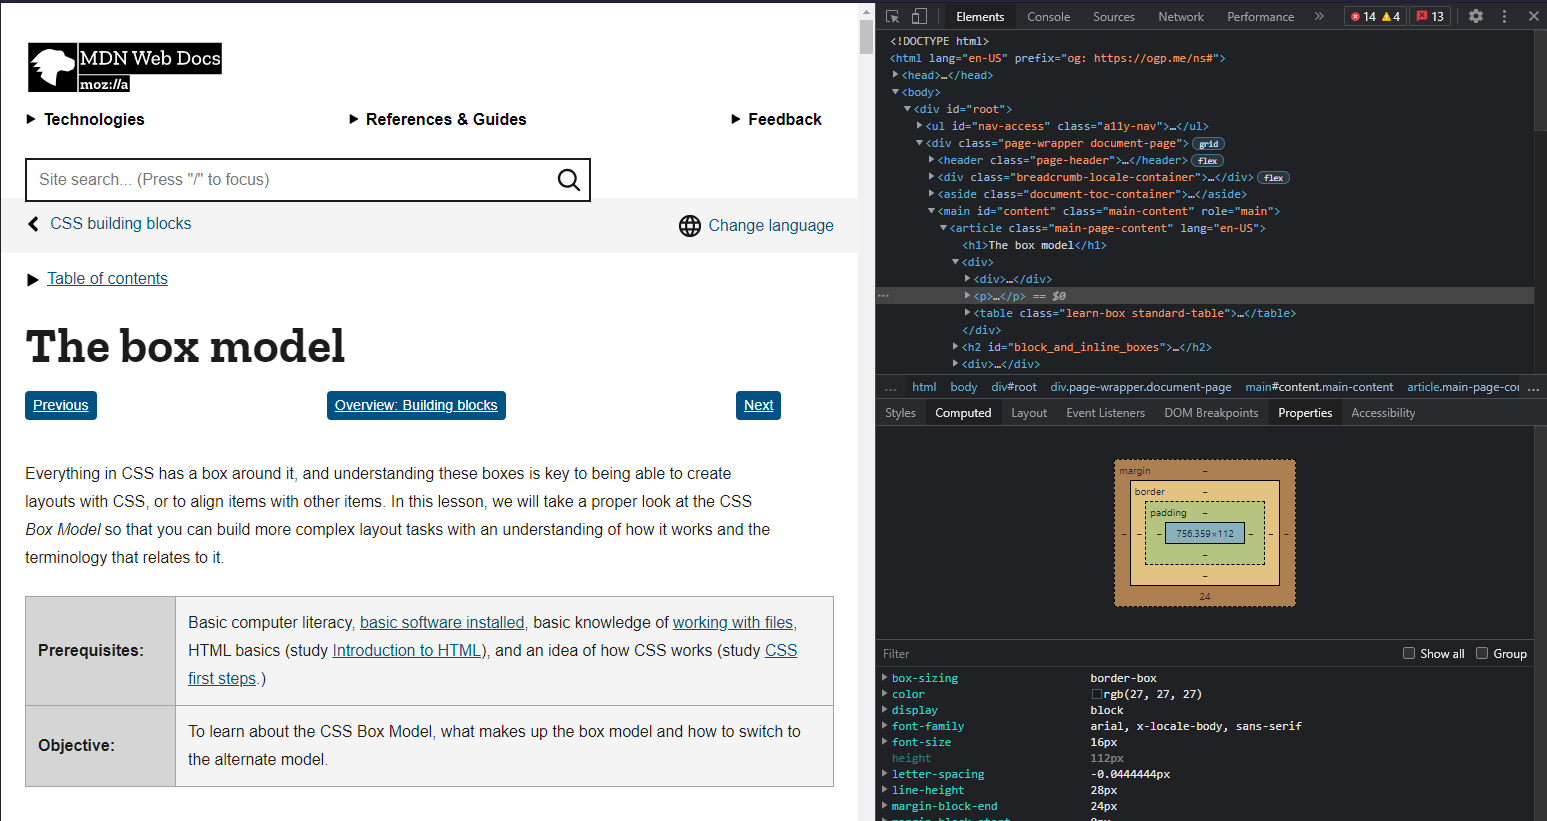 MDN Web Docs
moz://a
Technologies
References & Guides
Feedback
Site search... (Press "/" to focus)
CSS building blocks
Change language
Table of contents
The box model
Previous
Overview: Building blocks
Next
Everything in CSS has a box around it, and understanding these boxes is key to being able to create
layouts with CSS, or to align items with other items. In this lesson, we will take a proper look at the CSS
Box Model so that you can build more complex layout tasks with an understanding of how it works and the
terminology that relates to it.
Prerequisites:
Basic computer literacy, basic software installed, basic knowledge of working with files,
HTML basics (study Introduction to HTML), and an idea of how CSS works (study CSS
first steps.)
Objective:
To learn about the CSS Box Model, what makes up the box model and how to switch to
the alternate model.
Elements Console Sources Network Performance » 14 4 13
<!DOCTYPE html>
<html lang="en-US" prefix="og: https://ogp.me/ns#">
<head>…</head>
<body>
<div id="root">
<ul id="nav-access" class="a11y-nav">…</ul>
<div class="page-wrapper document-page"> grid
<header class="page-header">…</header> flex
<div class="breadcrumb-locale-container">…</div> flex
<aside class="document-toc-container">…</aside>
<main id="content" class="main-content" role="main">
<article class="main-page-content" lang="en-US">
<h1>The box model</h1>
<div>
<div>…</div>
<p>…</p> == $0
<table class="learn-box standard-table">…</table>
</div>
<h2 id="block_and_inline_boxes">…</h2>
<div>…</div>
… html body div#root div.page-wrapper.document-page main#content.main-content article.main-page-co …
Styles Computed Layout Event Listeners DOM Breakpoints Properties Accessibility
margin –
border –
padding –
– – – 756.359×112 – – –
–
–
24
Filter
Show all
Group
box-sizing border-box
color rgb(27, 27, 27)
display block
font-family arial, x-locale-body, sans-serif
font-size 16px
height 112px
letter-spacing -0.0444444px
line-height 28px
margin-block-end 24px
margin-block-start 0px